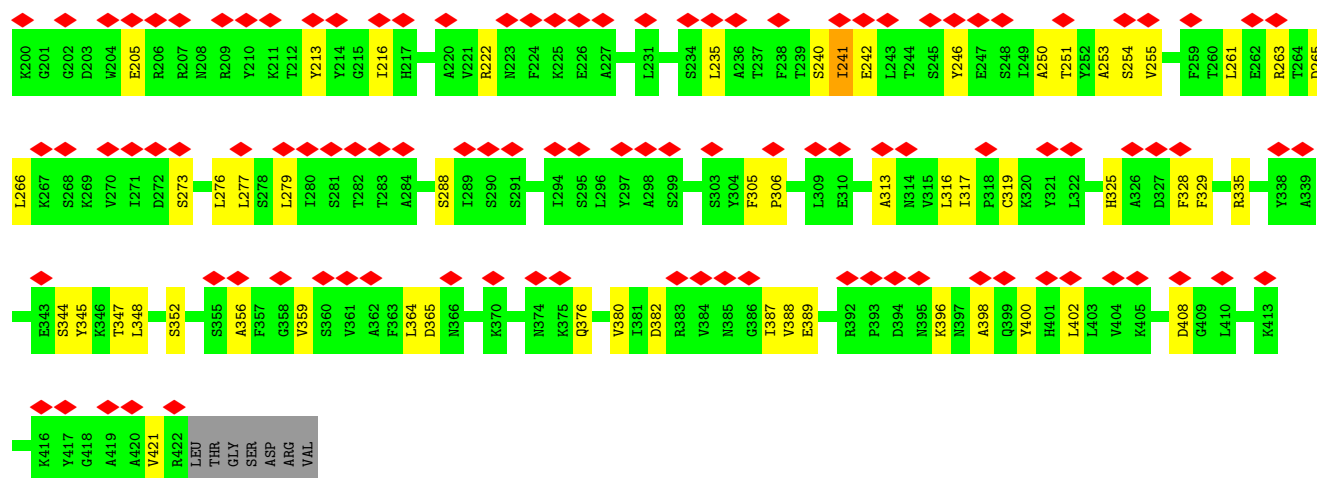 K200 G201 G202 D203 W204 E205 R206 R207 N208 R209 Y210 K211 T212 Y213 Y214 G215 I216 H217 A220 V221 R222 N223 F224 K225 E226 A227 L231 S234 L235 A236 T237 F238 T239 S240 I241 E242 L243 T244 S245 Y246 E247 S248 I249 A250 T251 Y252 A253 S254 V255 F259 T260 L261 E262 R263 T264 D265
L266 K267 S268 K269 V270 I271 D272 S273 L276 L277 S278 L279 I280 S281 T282 T283 A284 S288 I289 S290 S291 I294 S295 L296 Y297 A298 S299 S303 Y304 F305 P306 L309 E310 A313 N314 V315 L316 I317 P318 C319 K320 Y321 L322 H325 A326 D327 F328 F329 R335 Y338 A339
E343 S344 Y345 K346 T347 L348 S352 S355 A356 F357 G358 V359 S360 V361 A362 F363 L364 D365 N366 K370 N374 K375 Q376 V380 I381 D382 R383 V384 N385 G386 I387 V388 E389 R392 P393 D394 N395 K396 N397 A398 Q399 Y400 H401 L402 L403 V404 K405 D408 G409 L410 K413
K416 Y417 G418 A419 A420 V421 R422 LEU THR GLY SER ASP ARG VAL